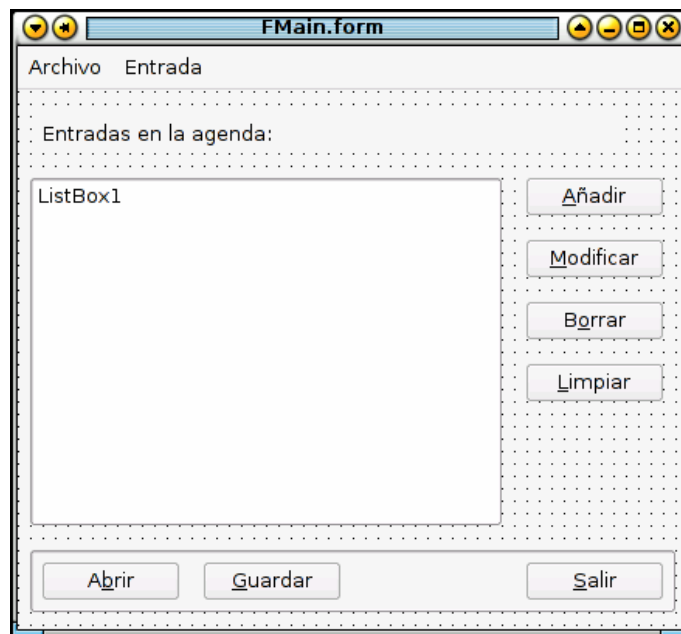 FMain.form
Archivo Entrada
Entradas en la agenda:
ListBox1
Añadir
Modificar
Borrar
Limpiar
Abrir Guardar Salir